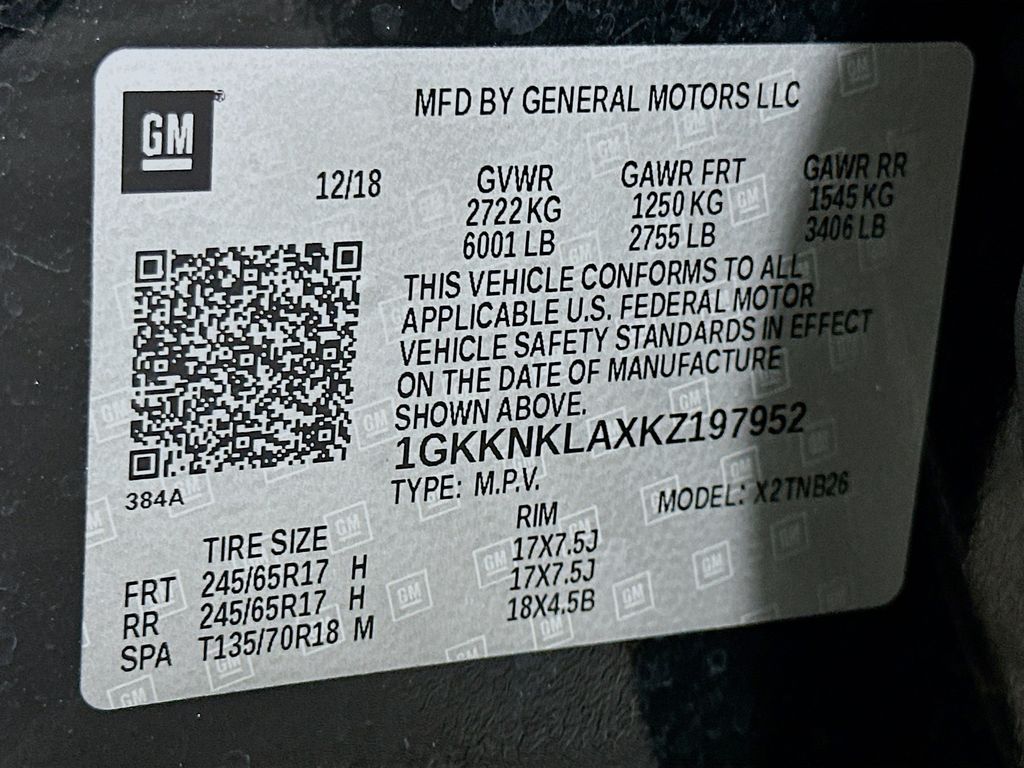 GM
MFD BY GENERAL MOTORS LLC
12/18 GVWR GAWR FRT GAWR RR
2722 KG 1250 KG 1545 KG
6001 LB 2755 LB 3406 LB
THIS VEHICLE CONFORMS TO ALL
APPLICABLE U.S. FEDERAL MOTOR
VEHICLE SAFETY STANDARDS IN EFFECT
ON THE DATE OF MANUFACTURE
SHOWN ABOVE.
1GKKNKLAXKZ197952
384A
TYPE: M.P.V. MODEL: X2TNB26
TIRE SIZE RIM
FRT 245/65R17 H 17X7.5J
RR 245/65R17 H 17X7.5J
SPA T135/70R18 M 18X4.5B